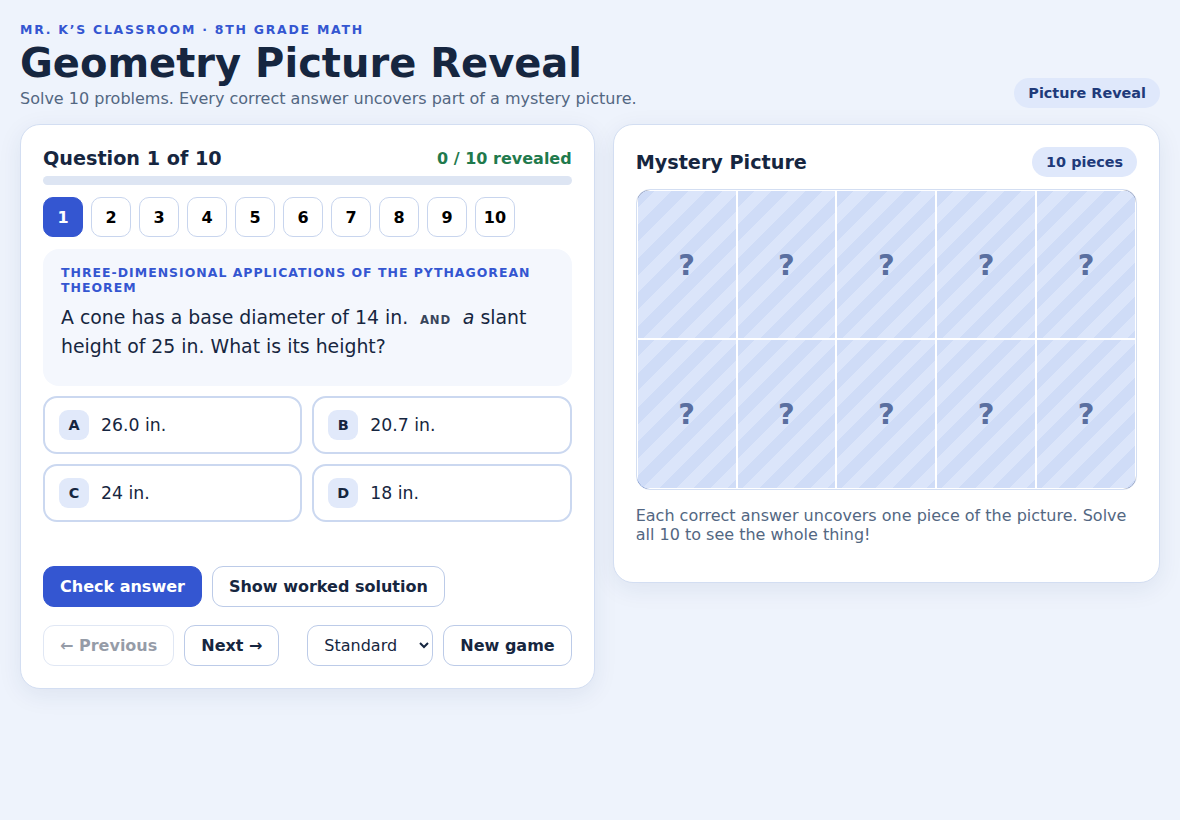 MR. K’S CLASSROOM · 8TH GRADE MATH
Geometry Picture Reveal
Solve 10 problems. Every correct answer uncovers part of a mystery picture.
Picture Reveal
Question 1 of 10
0 / 10 revealed
1 2 3 4 5 6 7 8 9 10
THREE-DIMENSIONAL APPLICATIONS OF THE PYTHAGOREAN
THEOREM
A cone has a base diameter of 14 in. AND a slant
height of 25 in. What is its height?
A 26.0 in.
B 20.7 in.
C 24 in.
D 18 in.
Check answer
Show worked solution
← Previous
Next →
Standard
New game
Mystery Picture
10 pieces
? ? ? ? ?
? ? ? ? ?
Each correct answer uncovers one piece of the picture. Solve
all 10 to see the whole thing!